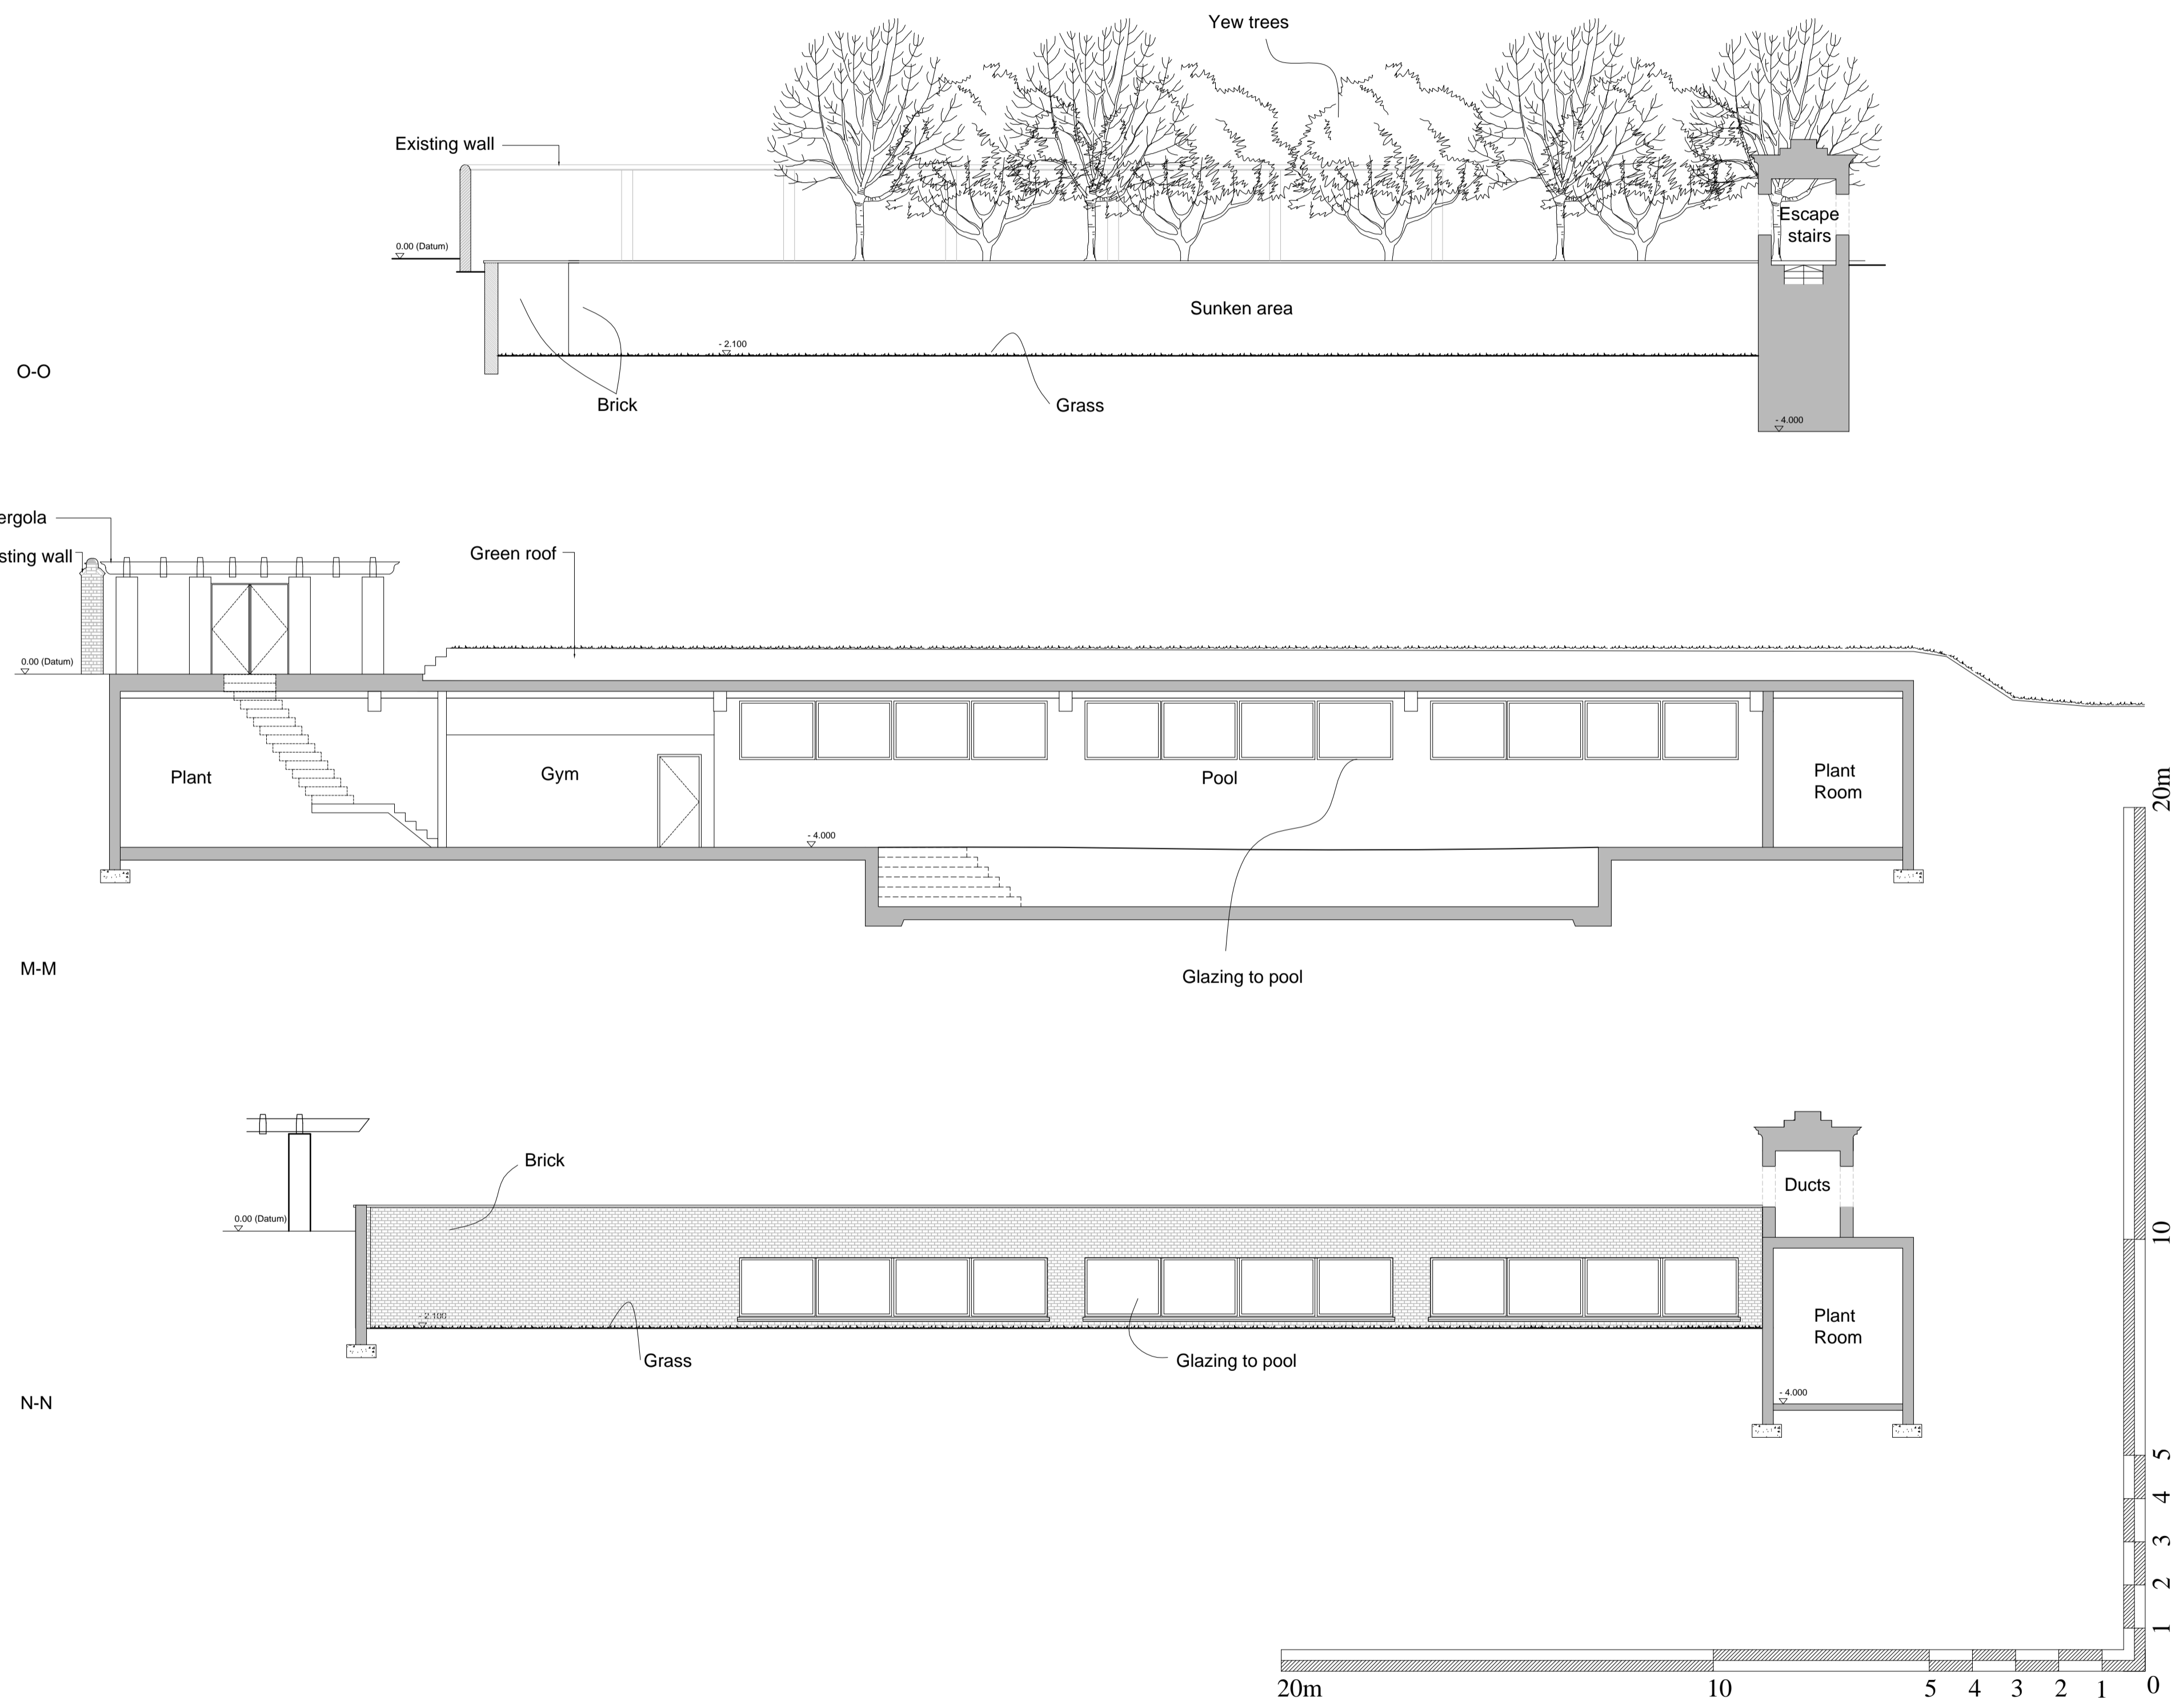 Yew trees
Existing wall
Escape
stairs
0.00 (Datum)
Sunken area
- 2.100
O-O
Brick
Grass
- 4.000
ergola
sting wall
Green roof
0.00 (Datum)
Plant
Gym
Pool
Plant
Room
- 4.000
M-M
Glazing to pool
Brick
Ducts
0.00 (Datum)
- 2.100
Grass
Glazing to pool
Plant
Room
- 4.000
N-N
20m
10
5
4
3
2
1
20m 10 5 4 3 2 1 0